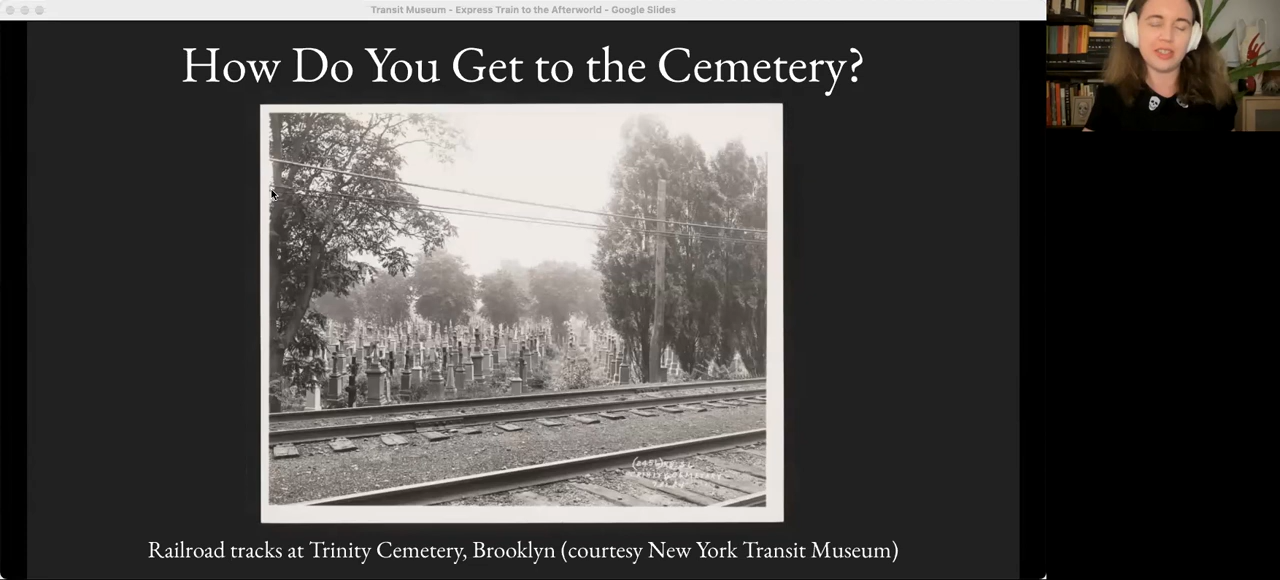 Transit Museum - Express Train to the Afterworld - Google Slides
How Do You Get to the Cemetery?
Railroad tracks at Trinity Cemetery, Brooklyn (courtesy New York Transit Museum)